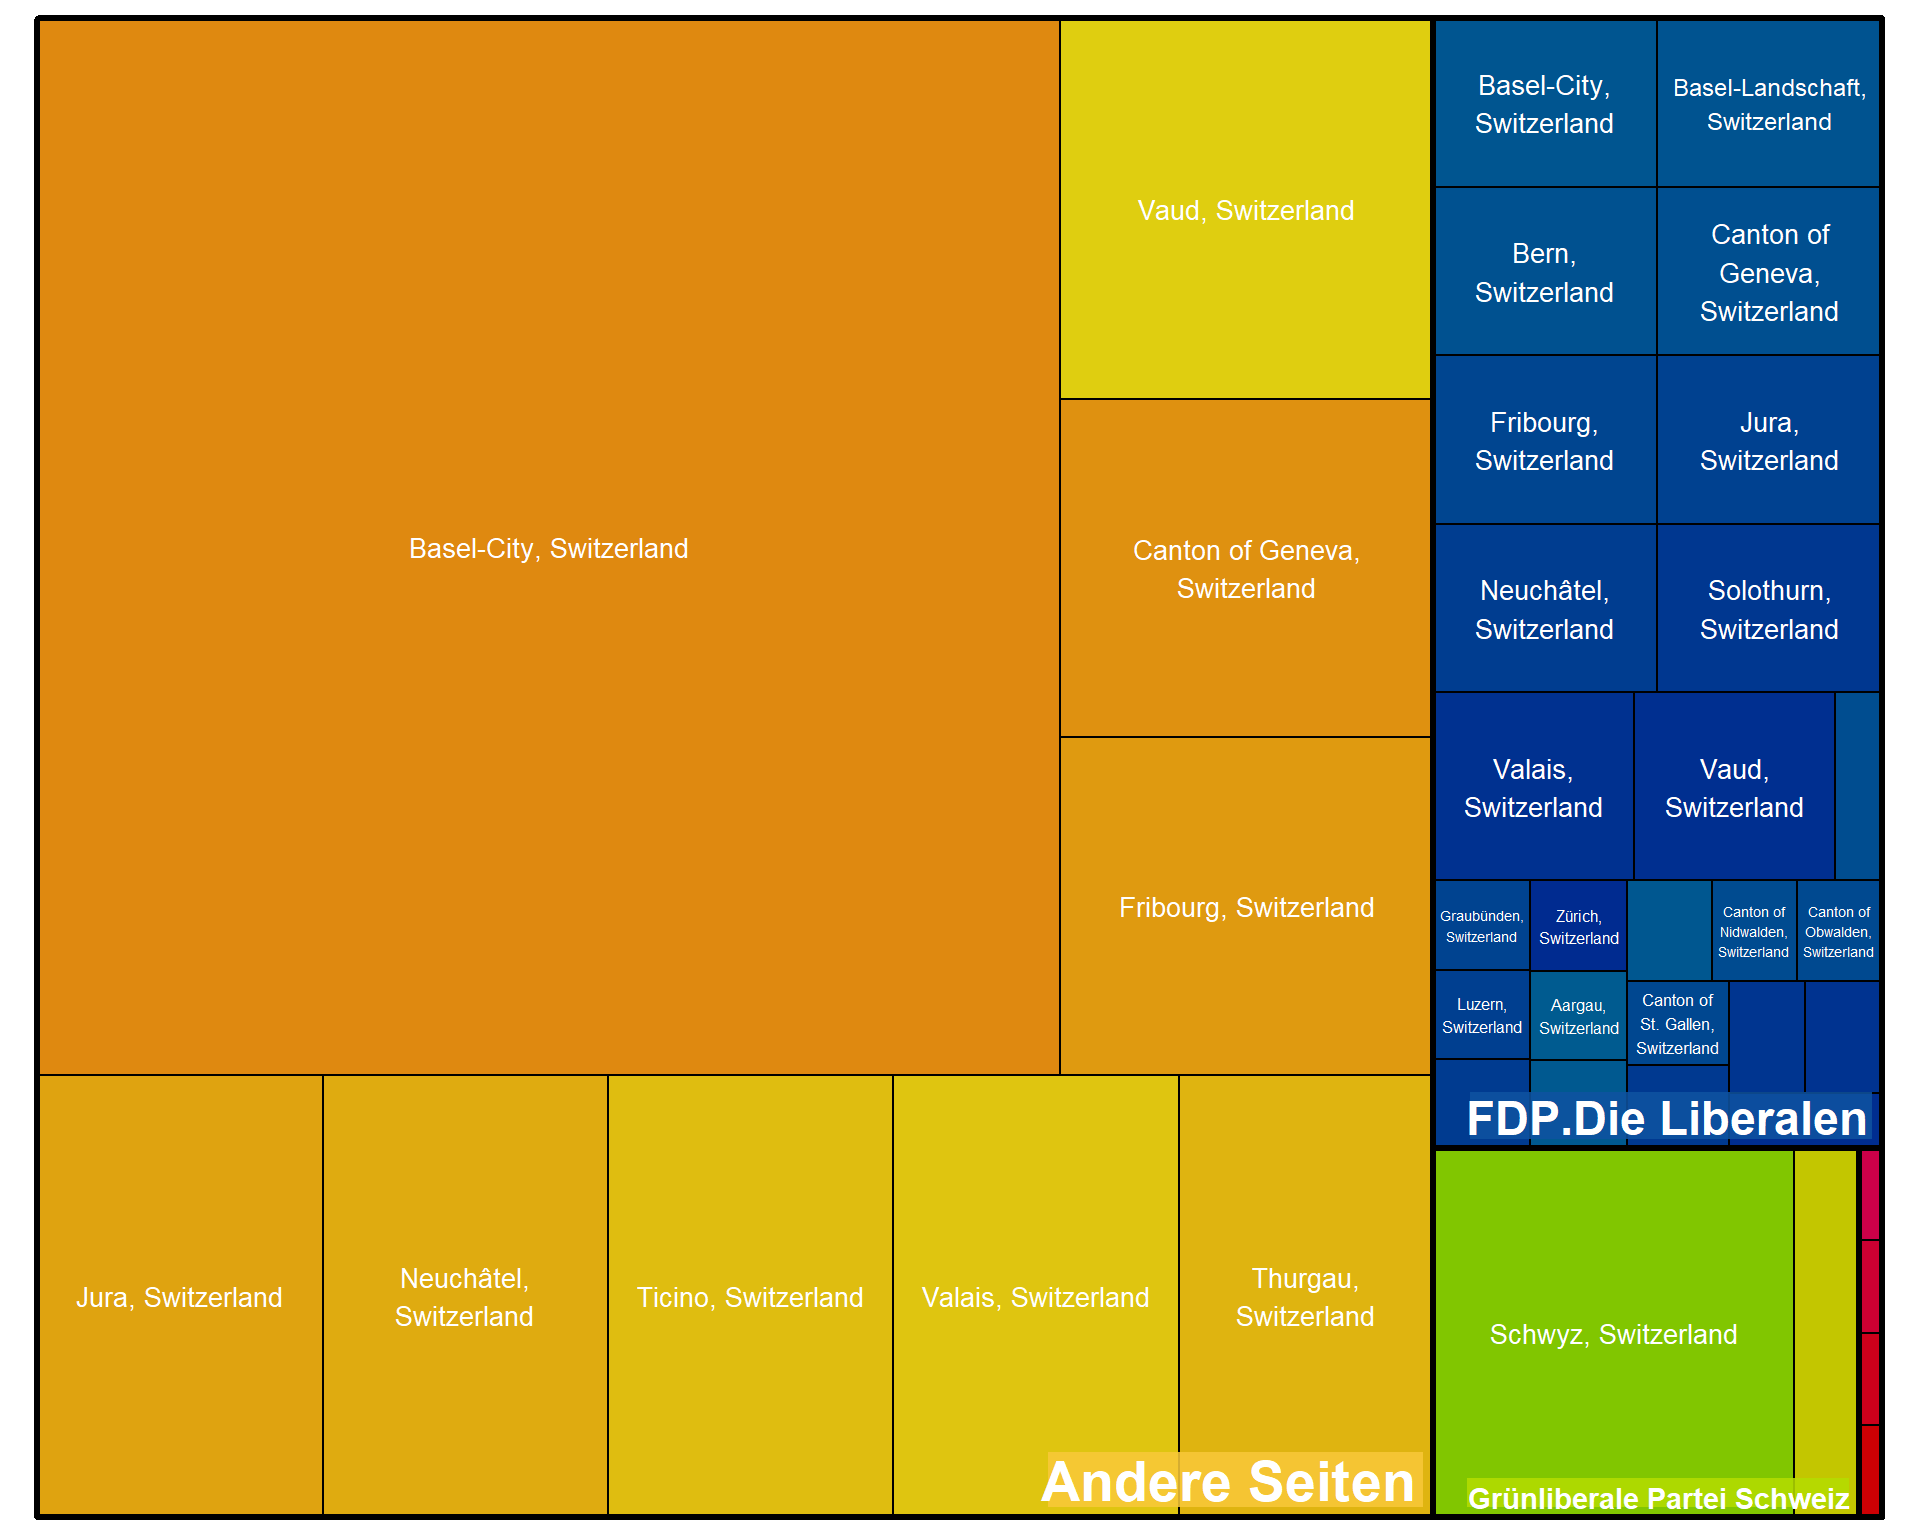 Basel-City, Switzerland
Vaud, Switzerland
Canton of Geneva,
Switzerland
Fribourg, Switzerland
Jura, Switzerland
Neuchâtel,
Switzerland
Ticino, Switzerland
Valais, Switzerland
Thurgau,
Switzerland
Andere Seiten
Basel-City,
Switzerland
Basel-Landschaft,
Switzerland
Bern,
Switzerland
Canton of
Geneva,
Switzerland
Fribourg,
Switzerland
Jura,
Switzerland
Neuchâtel,
Switzerland
Solothurn,
Switzerland
Valais,
Switzerland
Vaud,
Switzerland
Graubünden,
Switzerland
Zürich,
Switzerland
Canton of
Nidwalden,
Switzerland
Canton of
Obwalden,
Switzerland
Luzern,
Switzerland
Aargau,
Switzerland
Canton of
St. Gallen,
Switzerland
FDP.Die Liberalen
Schwyz, Switzerland
Grünliberale Partei Schweiz